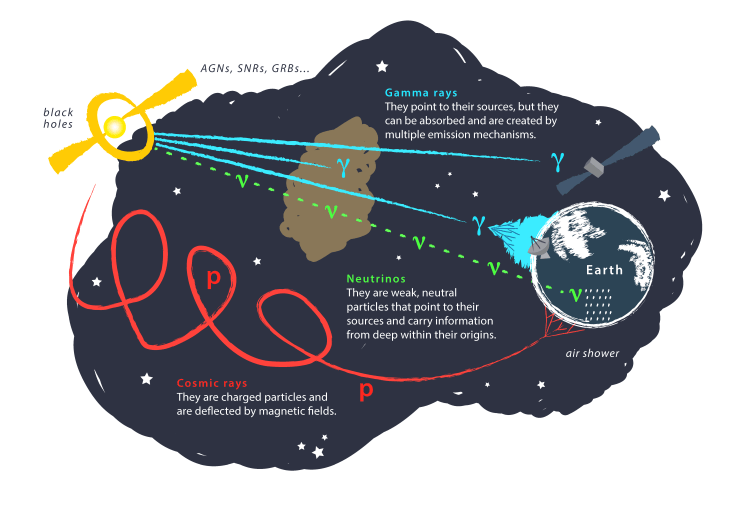 AGNs, SNRs, GRBs...
black
holes
Gamma rays
They point to their sources, but they
can be absorbed and are created by
multiple emission mechanisms.
γ
γ
γ
ν
ν
ν
ν
ν
Earth
p
Neutrinos
They are weak, neutral
particles that point to their
sources and carry information
from deep within their origins.
air shower
Cosmic rays
They are charged particles and
are deflected by magnetic fields.
p